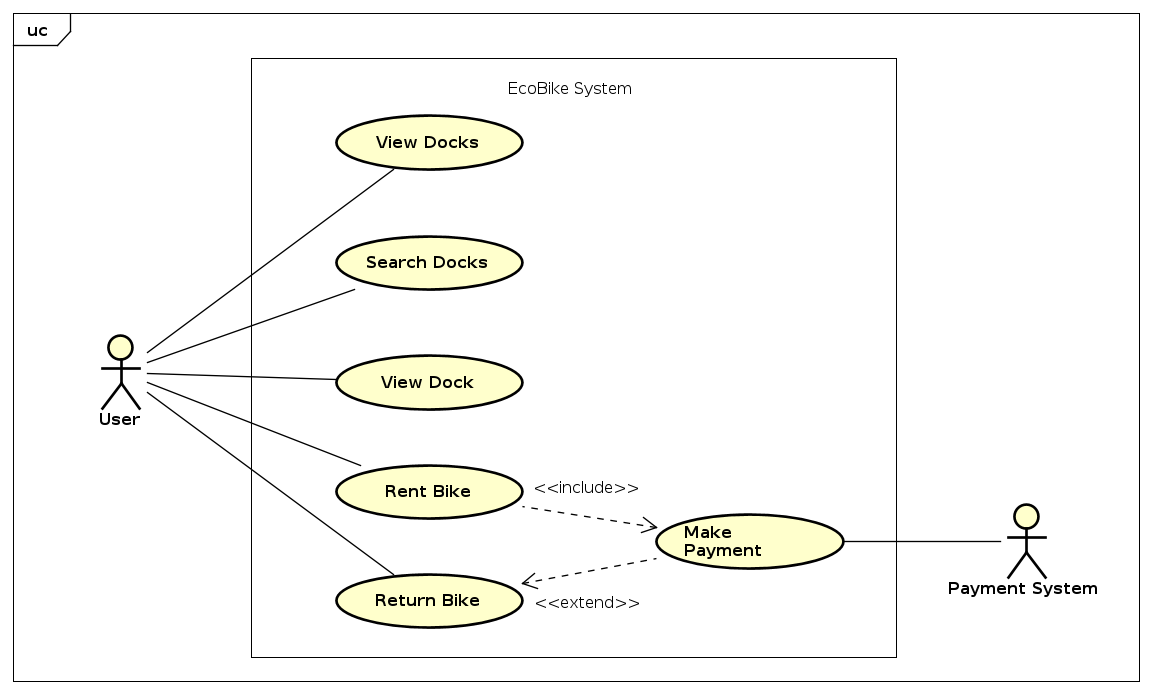 uc
EcoBike System
View Docks
Search Docks
View Dock
User
Rent Bike
<<include>>
Make
Payment
Payment System
Return Bike
<<extend>>